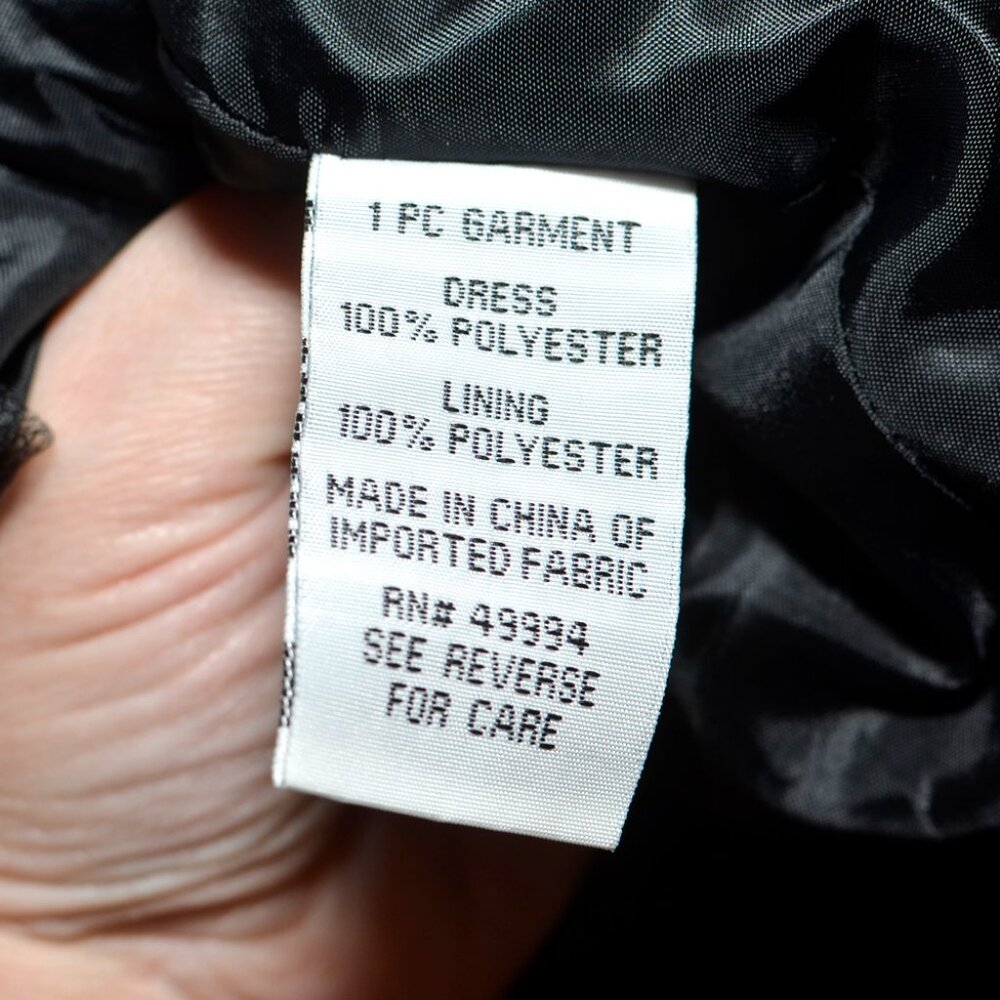 1 PC GARMENT
DRESS
100% POLYESTER
LINING
100% POLYESTER
MADE IN CHINA OF
IMPORTED FABRIC
RN# 49994
SEE REVERSE
FOR CARE